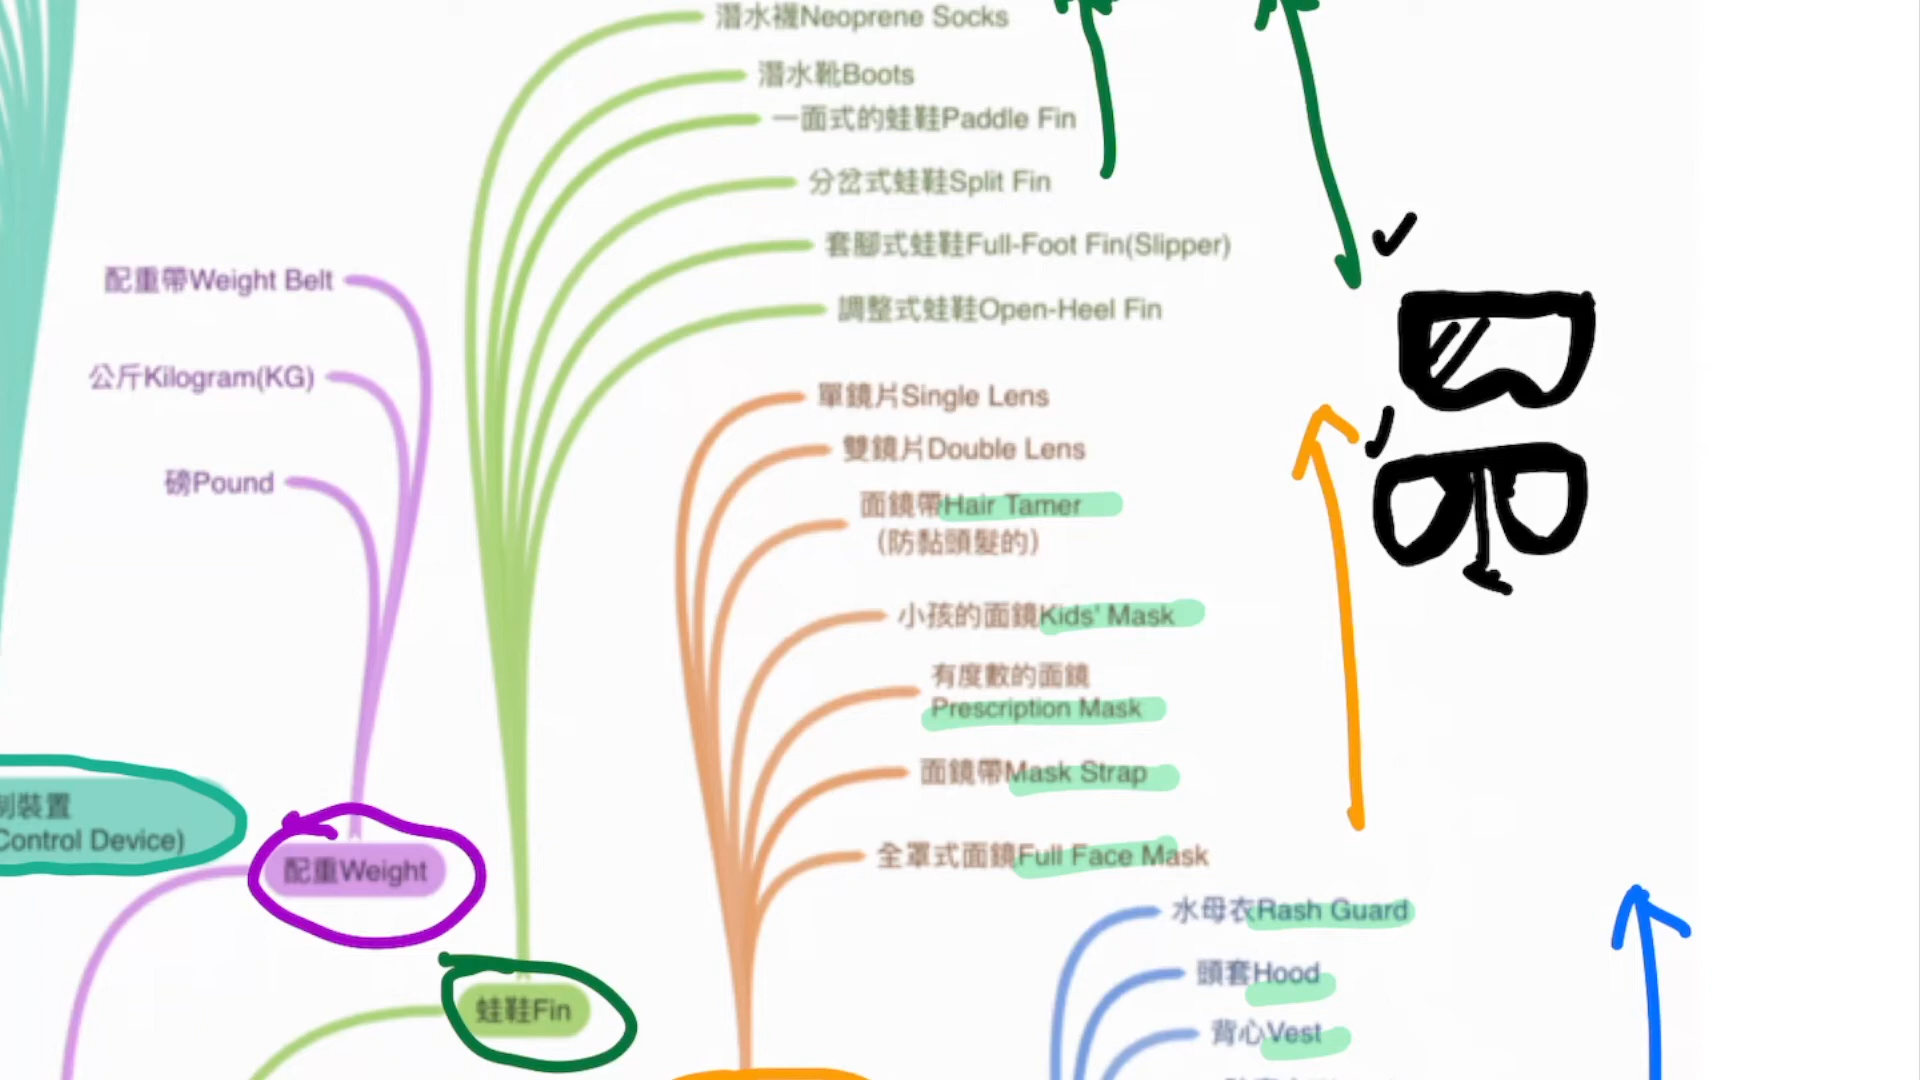 潛水襪Neoprene Socks
潛水靴Boots
一面式的蛙鞋Paddle Fin
分岔式蛙鞋Split Fin
套腳式蛙鞋Full-Foot Fin(Slipper)
調整式蛙鞋Open-Heel Fin
配重帶Weight Belt
公斤Kilogram(KG)
磅Pound
單鏡片Single Lens
雙鏡片Double Lens
面鏡帶Hair Tamer
（防黏頭髮的）
小孩的面鏡Kids' Mask
有度數的面鏡
Prescription Mask
面鏡帶Mask Strap
全罩式面鏡Full Face Mask
制裝置
Control Device)
配重Weight
蛙鞋Fin
水母衣Rash Guard
頭套Hood
背心Vest